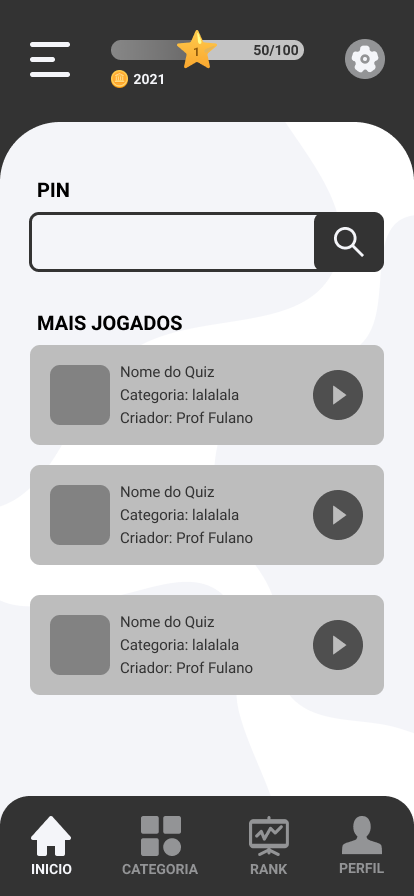 1
50/100
2021
PIN
MAIS JOGADOS
Nome do Quiz
Categoria: lalalala
Criador: Prof Fulano
Nome do Quiz
Categoria: lalalala
Criador: Prof Fulano
Nome do Quiz
Categoria: lalalala
Criador: Prof Fulano
INICIO
CATEGORIA
RANK
PERFIL